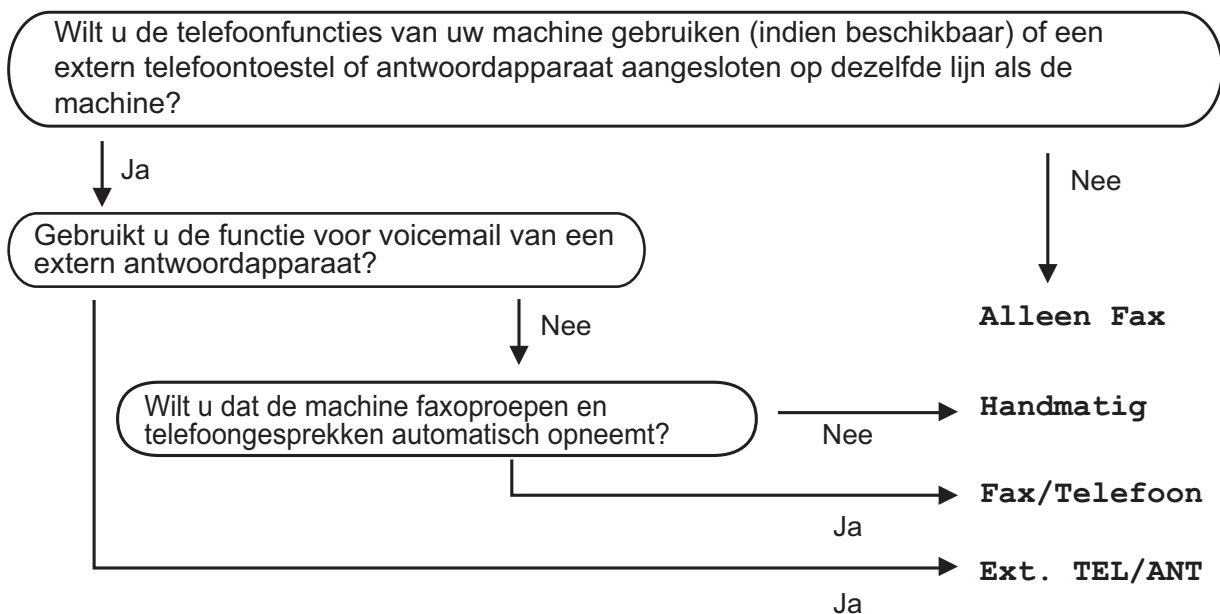 Wilt u de telefoonfuncties van uw machine gebruiken (indien beschikbaar) of een
extern telefoontoestel of antwoordapparaat aangesloten op dezelfde lijn als de
machine?
Ja
Nee
Gebruikt u de functie voor voicemail van een
extern antwoordapparaat?
Nee
Alleen Fax
Wilt u dat de machine faxoproepen en
telefoongesprekken automatisch opneemt?
Nee
Handmatig
Ja
Fax/Telefoon
Ja
Ext. TEL/ANT